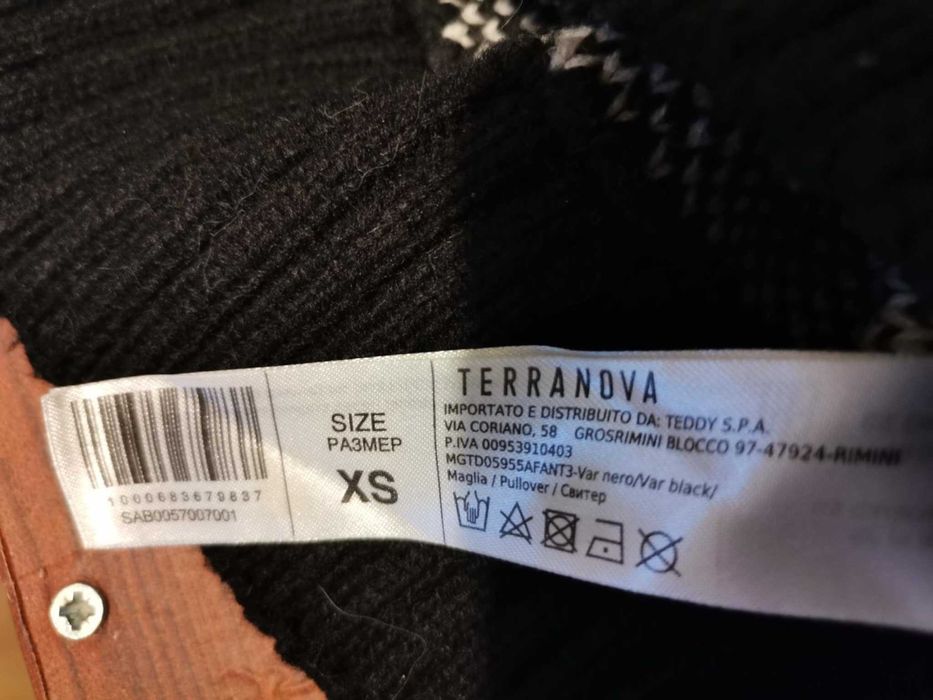 1000683679837
SAB0057007001
SIZE
РАЗМЕР
XS
TERRANOVA
IMPORTATO E DISTRIBUITO DA: TEDDY S.P.A.
VIA CORIANO, 58 GROSRIMINI BLOCCO 97-47924-RIMINI
P.IVA 00953910403
MGTD05955AFANT3-Var nero/Var black/
Maglia / Pullover / Свитер